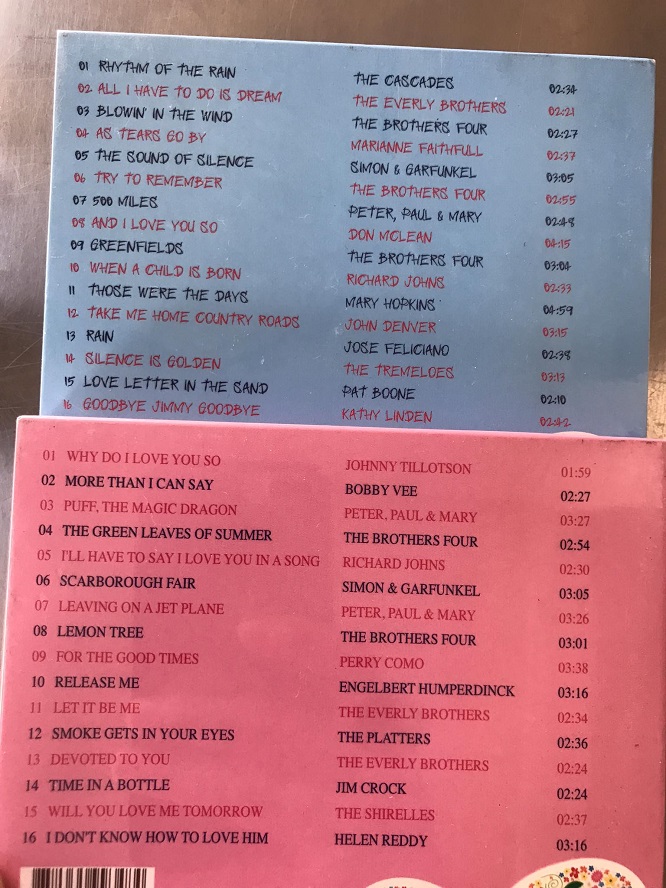 01 RHYTHM OF THE RAIN THE CASCADES 02:34
02 ALL I HAVE TO DO IS DREAM THE EVERLY BROTHERS 02:21
03 BLOWIN' IN THE WIND THE BROTHERS FOUR 02:27
04 AS TEARS GO BY MARIANNE FAITHFULL 02:37
05 THE SOUND OF SILENCE SIMON & GARFUNKEL 03:05
06 TRY TO REMEMBER THE BROTHERS FOUR 02:55
07 500 MILES PETER, PAUL & MARY 02:48
08 AND I LOVE YOU SO DON MCLEAN 04:15
09 GREENFIELDS THE BROTHERS FOUR 03:04
10 WHEN A CHILD IS BORN RICHARD JOHNS 02:33
11 THOSE WERE THE DAYS MARY HOPKINS 04:59
12 TAKE ME HOME COUNTRY ROADS JOHN DENVER 03:15
13 RAIN JOSE FELICIANO 02:38
14 SILENCE IS GOLDEN THE TREMELOES 03:13
15 LOVE LETTER IN THE SAND PAT BOONE 02:10
16 GOODBYE JIMMY GOODBYE KATHY LINDEN 02:42
01 WHY DO I LOVE YOU SO JOHNNY TILLOTSON 01:59
02 MORE THAN I CAN SAY BOBBY VEE 02:27
03 PUFF, THE MAGIC DRAGON PETER, PAUL & MARY 03:27
04 THE GREEN LEAVES OF SUMMER THE BROTHERS FOUR 02:54
05 I'LL HAVE TO SAY I LOVE YOU IN A SONG RICHARD JOHNS 02:30
06 SCARBOROUGH FAIR SIMON & GARFUNKEL 03:05
07 LEAVING ON A JET PLANE PETER, PAUL & MARY 03:26
08 LEMON TREE THE BROTHERS FOUR 03:01
09 FOR THE GOOD TIMES PERRY COMO 03:38
10 RELEASE ME ENGELBERT HUMPERDINCK 03:16
11 LET IT BE ME THE EVERLY BROTHERS 02:34
12 SMOKE GETS IN YOUR EYES THE PLATTERS 02:36
13 DEVOTED TO YOU THE EVERLY BROTHERS 02:24
14 TIME IN A BOTTLE JIM CROCK 02:24
15 WILL YOU LOVE ME TOMORROW THE SHIRELLES 02:37
16 I DON'T KNOW HOW TO LOVE HIM HELEN REDDY 03:16